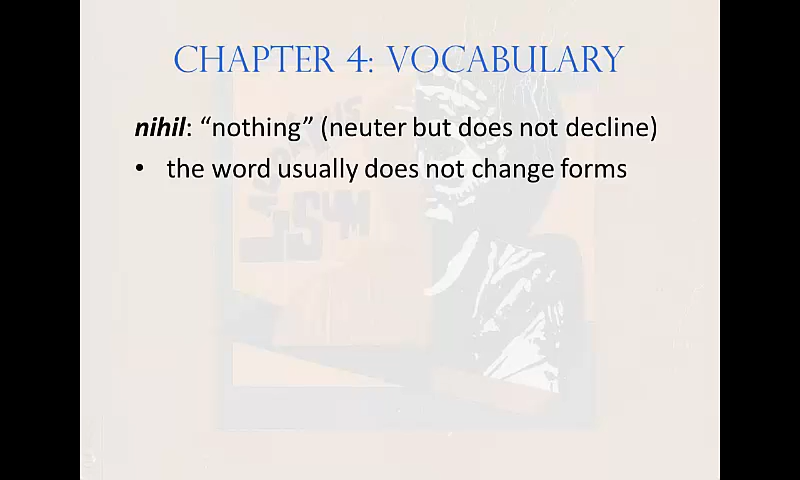 CHAPTER 4: VOCABULARY
nihil: “nothing” (neuter but does not decline)
• the word usually does not change forms